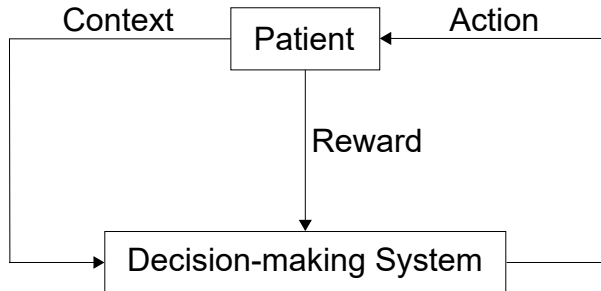 Context
Patient
Action
Reward
Decision-making System